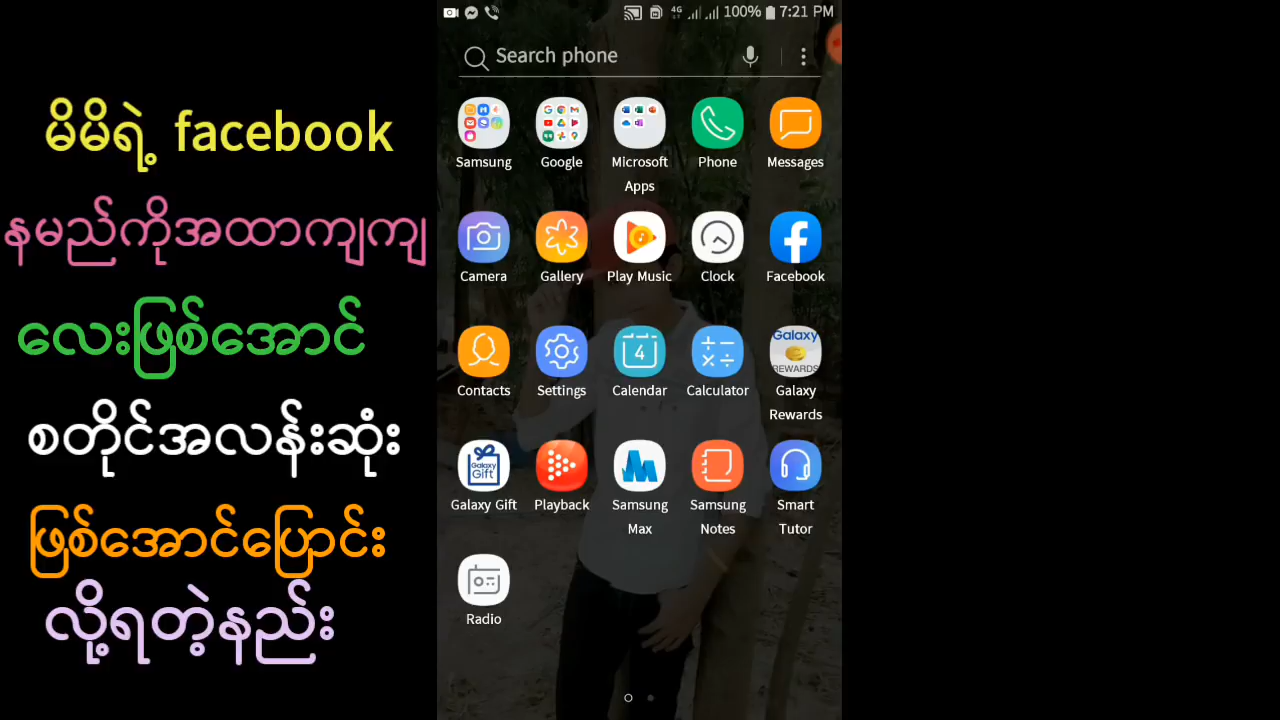 မိမိရဲ့ facebook
နမည်ကိုအထာကျကျ
လေးဖြစ်အောင်
စတိုင်အလန်းဆုံး
ဖြစ်အောင်ပြောင်း
လို့ရတဲ့နည်း
4G 100% 7:21 PM
Search phone
Samsung Google Microsoft Apps Phone Messages
Camera Gallery Play Music Clock Facebook
4 Galaxy REWARDS
Contacts Settings Calendar Calculator Galaxy Rewards
Galaxy Gift
Galaxy Gift Playback Samsung Max Samsung Notes Smart Tutor
Radio